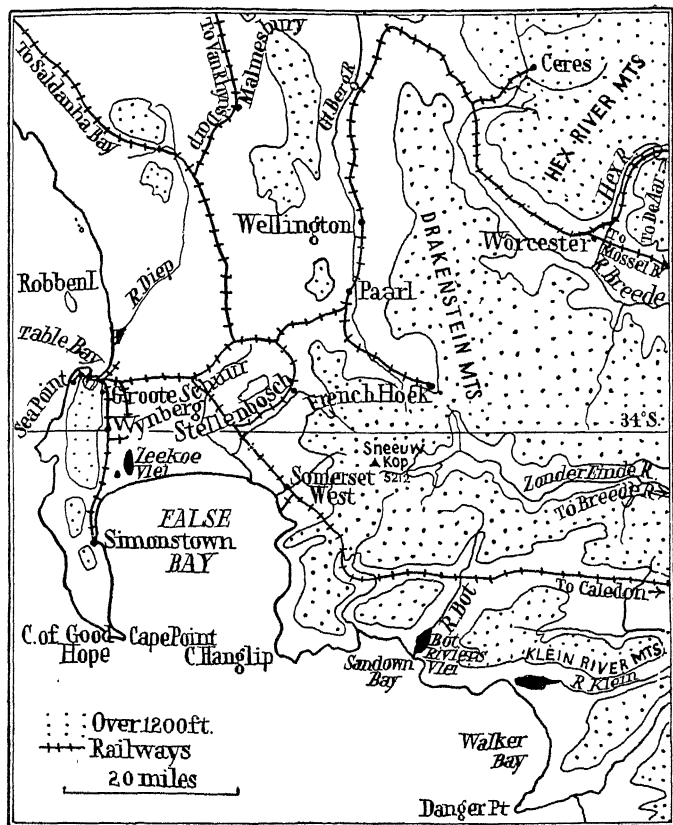 To Saldanha Bay
To Van Rhyns
dorp
Malmesbury
Gt. Berg R
Ceres
HEX RIVER MTS
Hex R
To De Aar
Wellington
DRAKENSTEIN MTS
Worcester
To
Mossel B.
R. Breede
Robben I.
R. Diep
Paarl
Table Bay
Sea Point
Groote Schuur
Wynberg
Stellenbosch
French Hoek
34°S.
Zeekoe
Vlei
Sneeuw
Kop
5212
Somerset
West
Zonder Einde R.
To Breede R.
FALSE
BAY
Simonstown
To Caledon
R. Bot
Bot
Riviers
Vlei
C. of Good
Hope
Cape Point
C. Hanglip
Sandown
Bay
KLEIN RIVER MTS.
R. Klein
Over 1200 ft.
Railways
20 miles
Walker
Bay
Danger Pt